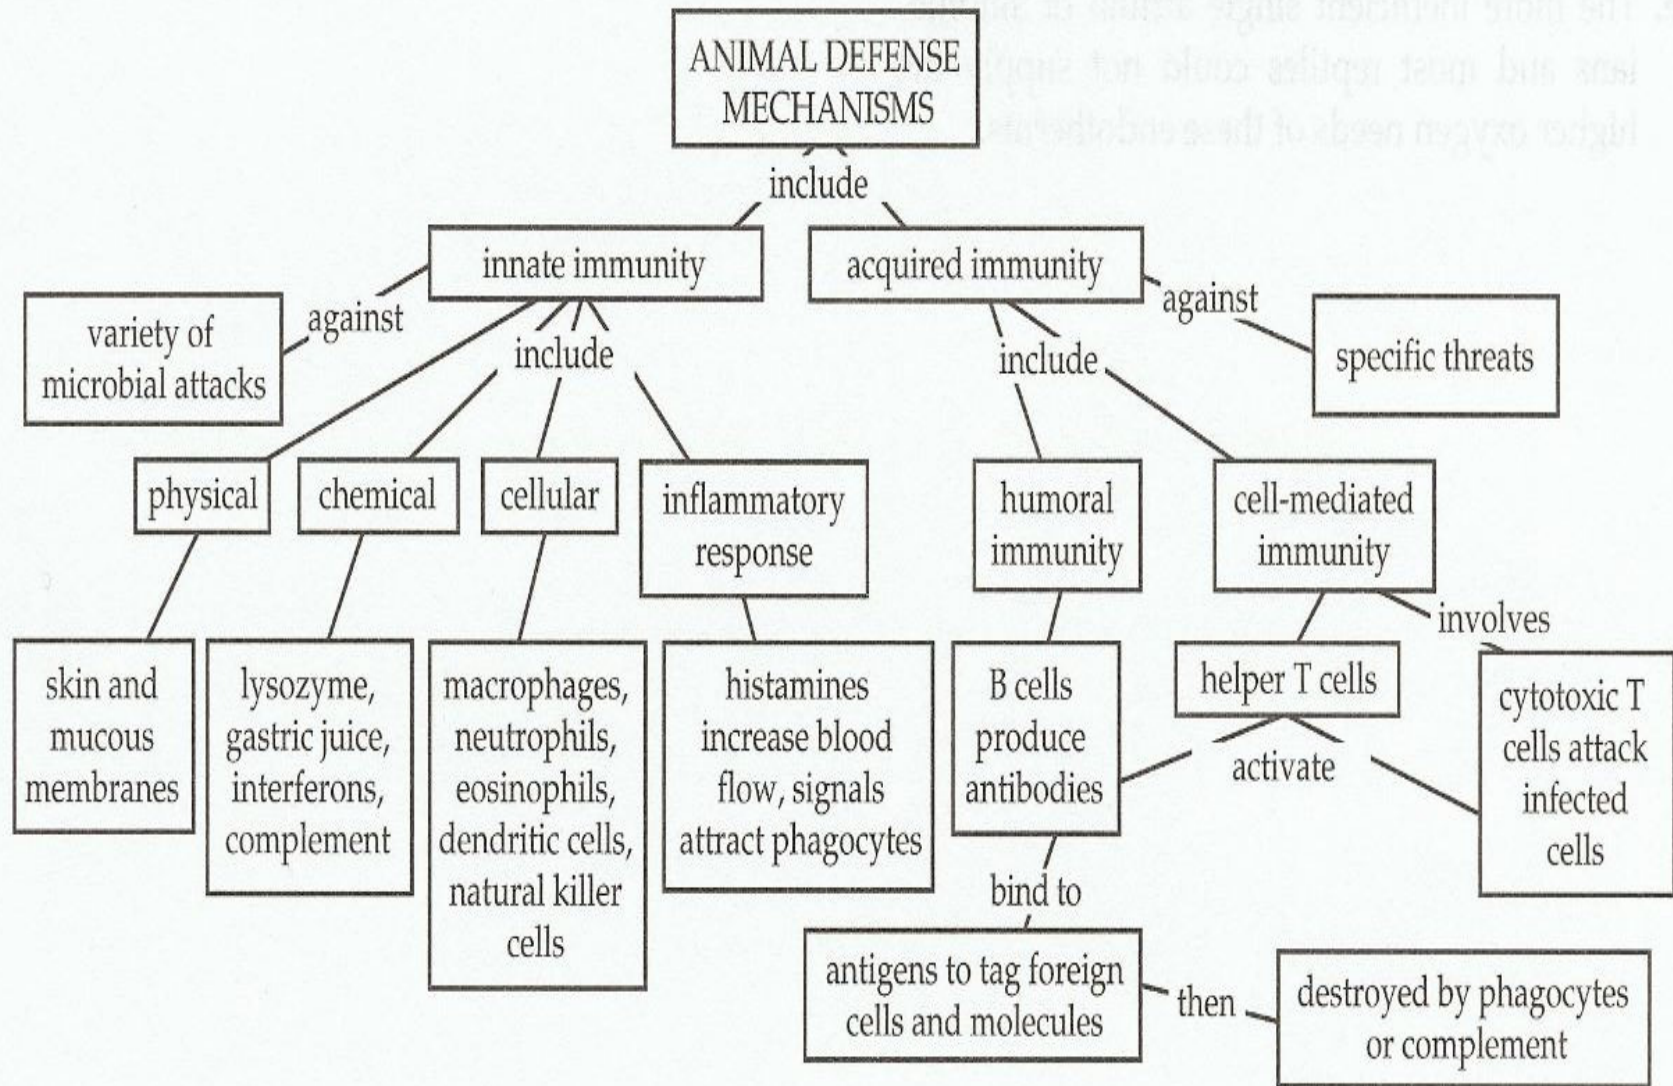 ANIMAL DEFENSE
MECHANISMS
include
innate immunity
acquired immunity
against
variety of
microbial attacks
include
include
against
specific threats
physical
chemical
cellular
inflammatory
response
humoral
immunity
cell-mediated
immunity
skin and
mucous
membranes
lysozyme,
gastric juice,
interferons,
complement
macrophages,
neutrophils,
eosinophils,
dendritic cells,
natural killer
cells
histamines
increase blood
flow, signals
attract phagocytes
B cells
produce
antibodies
helper T cells
involves
cytotoxic T
cells attack
infected
cells
activate
bind to
antigens to tag foreign
cells and molecules
then
destroyed by phagocytes
or complement